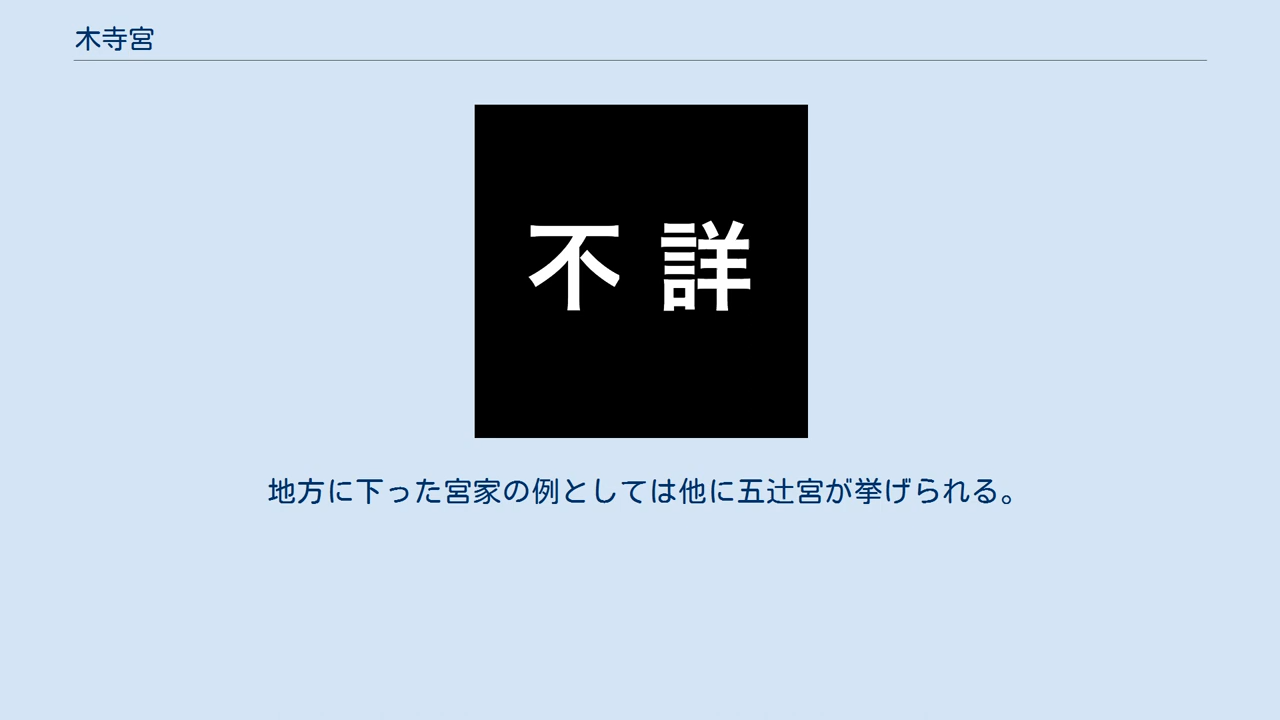 木寺宮
不詳
地方に下った宮家の例としては他に五辻宮が挙げられる。